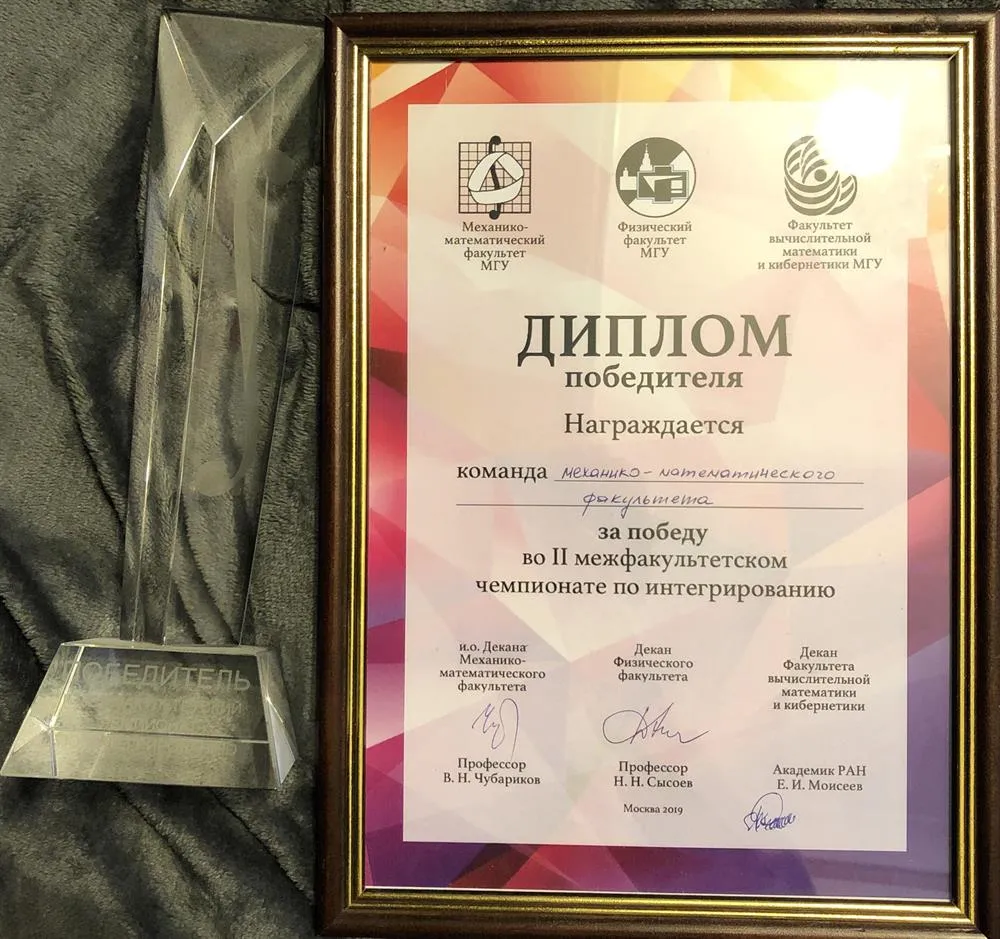 Механико-
математический
факультет
МГУ
Физический
факультет
МГУ
Факультет
вычислительной
математики
и кибернетики МГУ
ДИПЛОМ
победителя
Награждается
команда механико-математического
факультета
за победу
во II межфакультетском
чемпионате по интегрированию
и.о. Декана
Механико-
математического
факультета
Профессор
В. Н. Чубариков
Декан
Физического
факультета
Профессор
Н. Н. Сысоев
Декан
Факультета
вычислительной
математики
и кибернетики
Академик РАН
Е. И. Моисеев
Москва 2019
ПОБЕДИТЕЛЬ